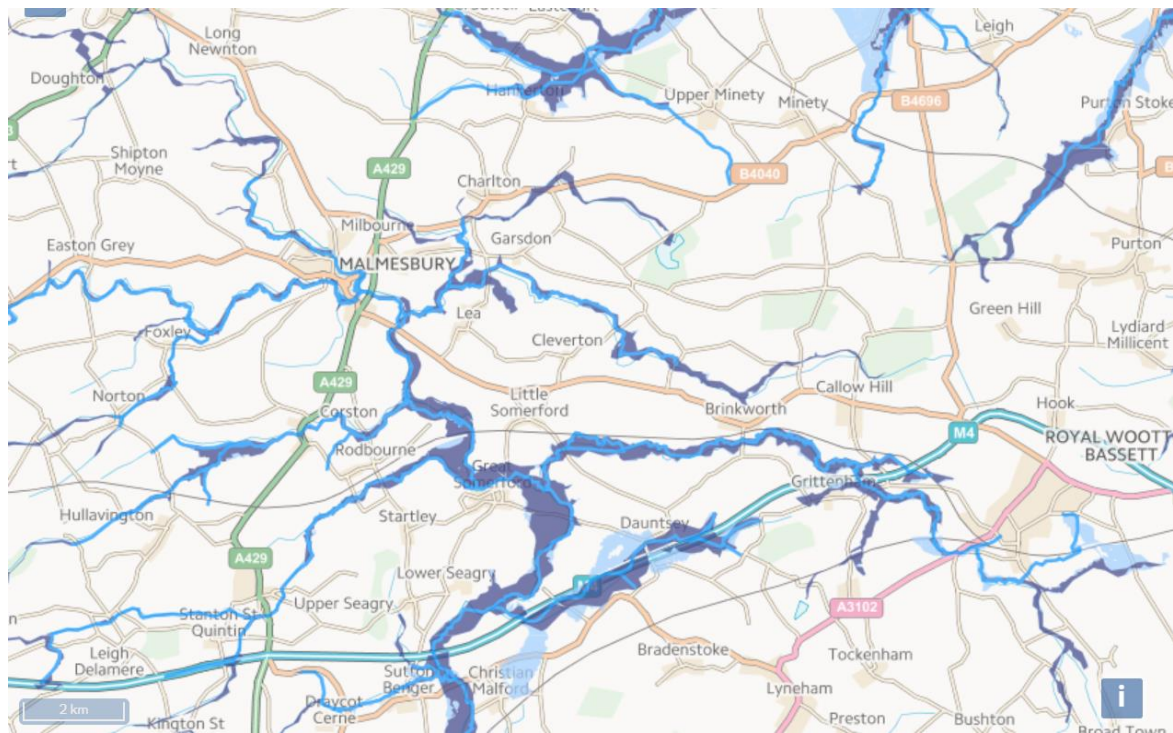 Leigh
Long
Newnton
Doughton
Hankerton
Upper Minety
Minety
B4696
Purton Stoke
Shipton
Moyne
A429
Charlton
B4040
Milbourne
Garsdon
Easton Grey
MALMESBURY
Purton
Lea
Green Hill
Foxley
Cleverton
Lydiard
Millicent
A429
Callow Hill
Norton
Little
Somerford
Corston
Brinkworth
Hook
M4
Rodbourne
ROYAL WOOTT
BASSETT
Great
Somerford
Grittenham
Hullavington
Startley
Dauntsey
A429
Lower Seagry
Upper Seagry
A3102
Stanton St
Quintin
Leigh
Delamere
Bradenstoke
Tockenham
Sutton
Benger
Christian
Malford
Lyneham
Draycot
Cerne
2 km
Kington St
Preston
Bushton
Broad Town
i